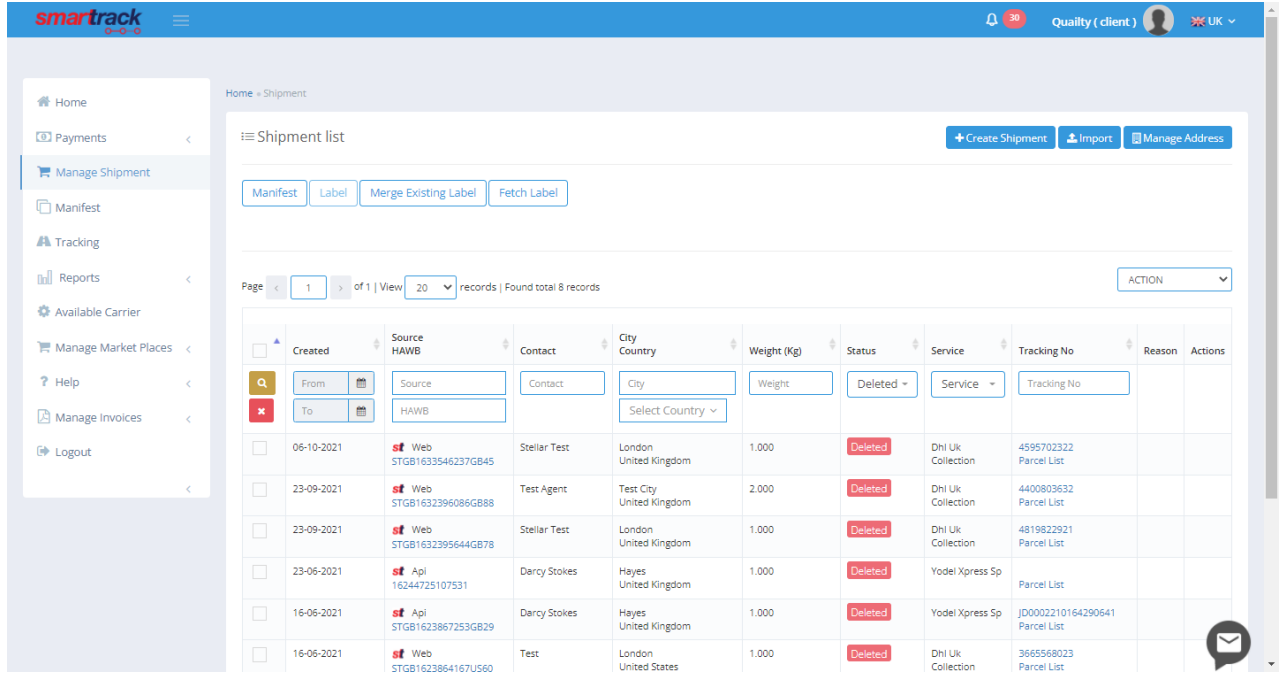 smartrack
30
Quailty ( client )
UK
Home
Payments
Manage Shipment
Manifest
Tracking
Reports
Available Carrier
Manage Market Places
Help
Manage Invoices
Logout
Home » Shipment
Shipment list
Create Shipment
Import
Manage Address
Manifest
Label
Merge Existing Label
Fetch Label
Page 1 of 1 | View 20 records | Found total 8 records
ACTION
Created
Source
HAWB
Contact
City
Country
Weight (Kg)
Status
Service
Tracking No
Reason
Actions
From
To
Source
HAWB
Contact
City
Select Country
Weight
Deleted
Service
Tracking No
06-10-2021 st Web Stellar Test London 1.000 Deleted Dhl Uk 4595702322
STGB1633546237GB45 United Kingdom Collection Parcel List
23-09-2021 st Web Test Agent Test City 2.000 Deleted Dhl Uk 4400803632
STGB1632396086GB88 United Kingdom Collection Parcel List
23-09-2021 st Web Stellar Test London 1.000 Deleted Dhl Uk 4819822921
STGB1632395644GB78 United Kingdom Collection Parcel List
23-06-2021 st Api Darcy Stokes Hayes 1.000 Deleted Yodel Xpress Sp
16244725107531 United Kingdom Parcel List
16-06-2021 st Api Darcy Stokes Hayes 1.000 Deleted Yodel Xpress Sp JD0002210164290641
STGB1623867253GB29 United Kingdom Parcel List
16-06-2021 st Web Test London 1.000 Deleted Dhl Uk 3665568023
STGB1623864167US60 United States Collection Parcel List